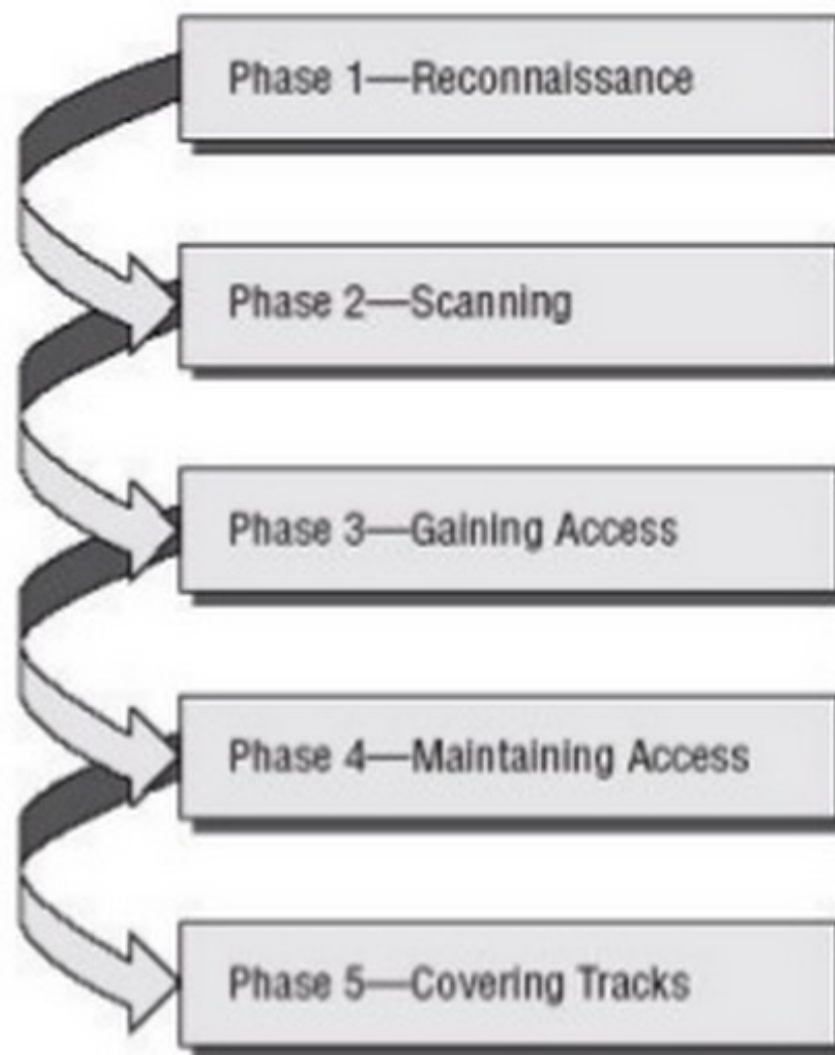 Phase 1—Reconnaissance
Phase 2—Scanning
Phase 3—Gaining Access
Phase 4—Maintaining Access
Phase 5—Covering Tracks